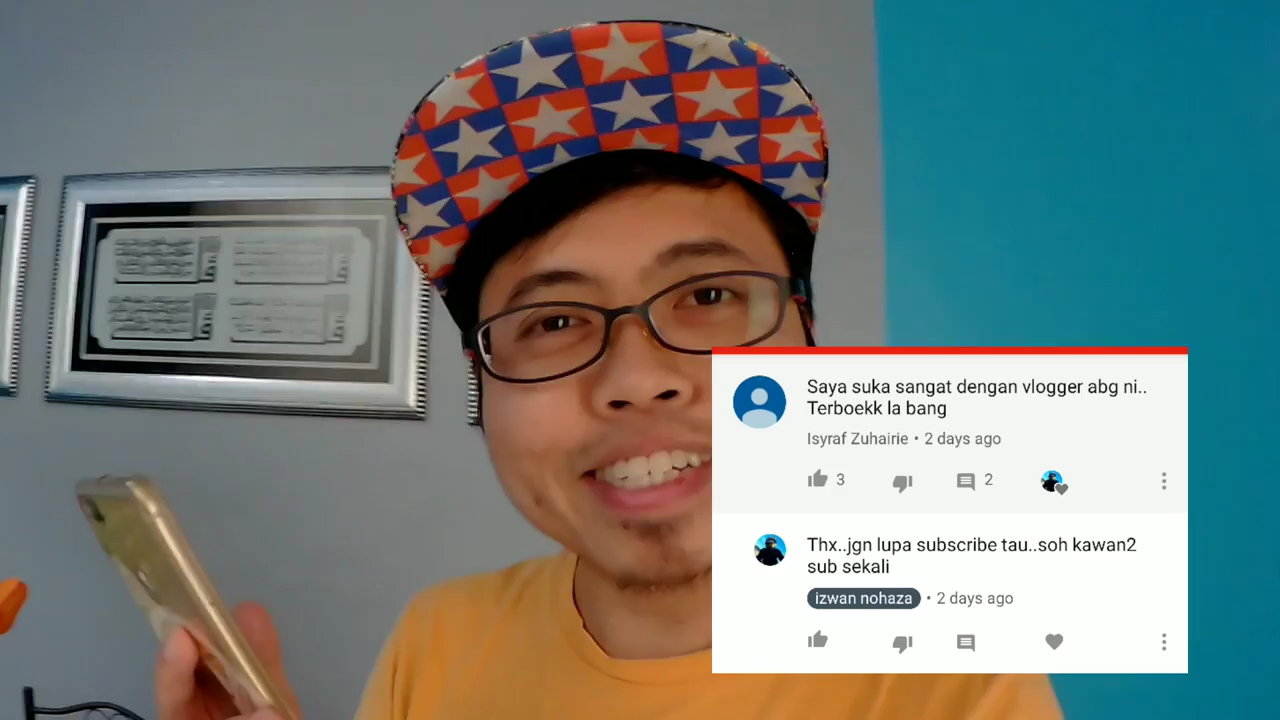 Saya suka sangat dengan vlogger abg ni..
Terboekk la bang
Isyraf Zuhairie • 2 days ago
3
2
Thx..jgn lupa subscribe tau..soh kawan2
sub sekali
izwan nohaza • 2 days ago